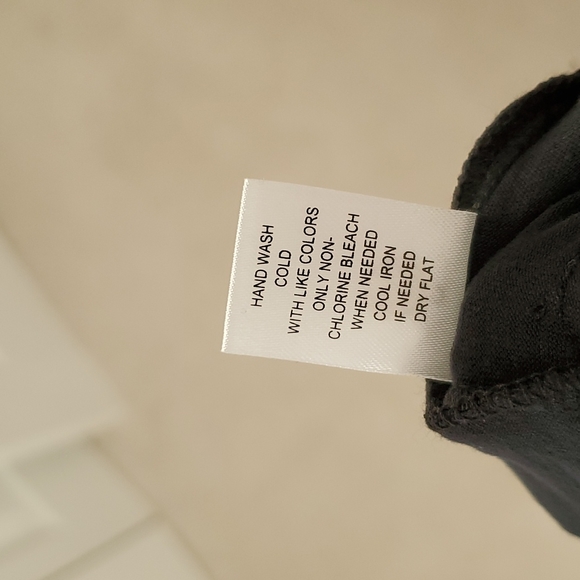 HAND WASH
COLD
WITH LIKE COLORS
ONLY NON-
CHLORINE BLEACH
WHEN NEEDED
COOL IRON
IF NEEDED
DRY FLAT